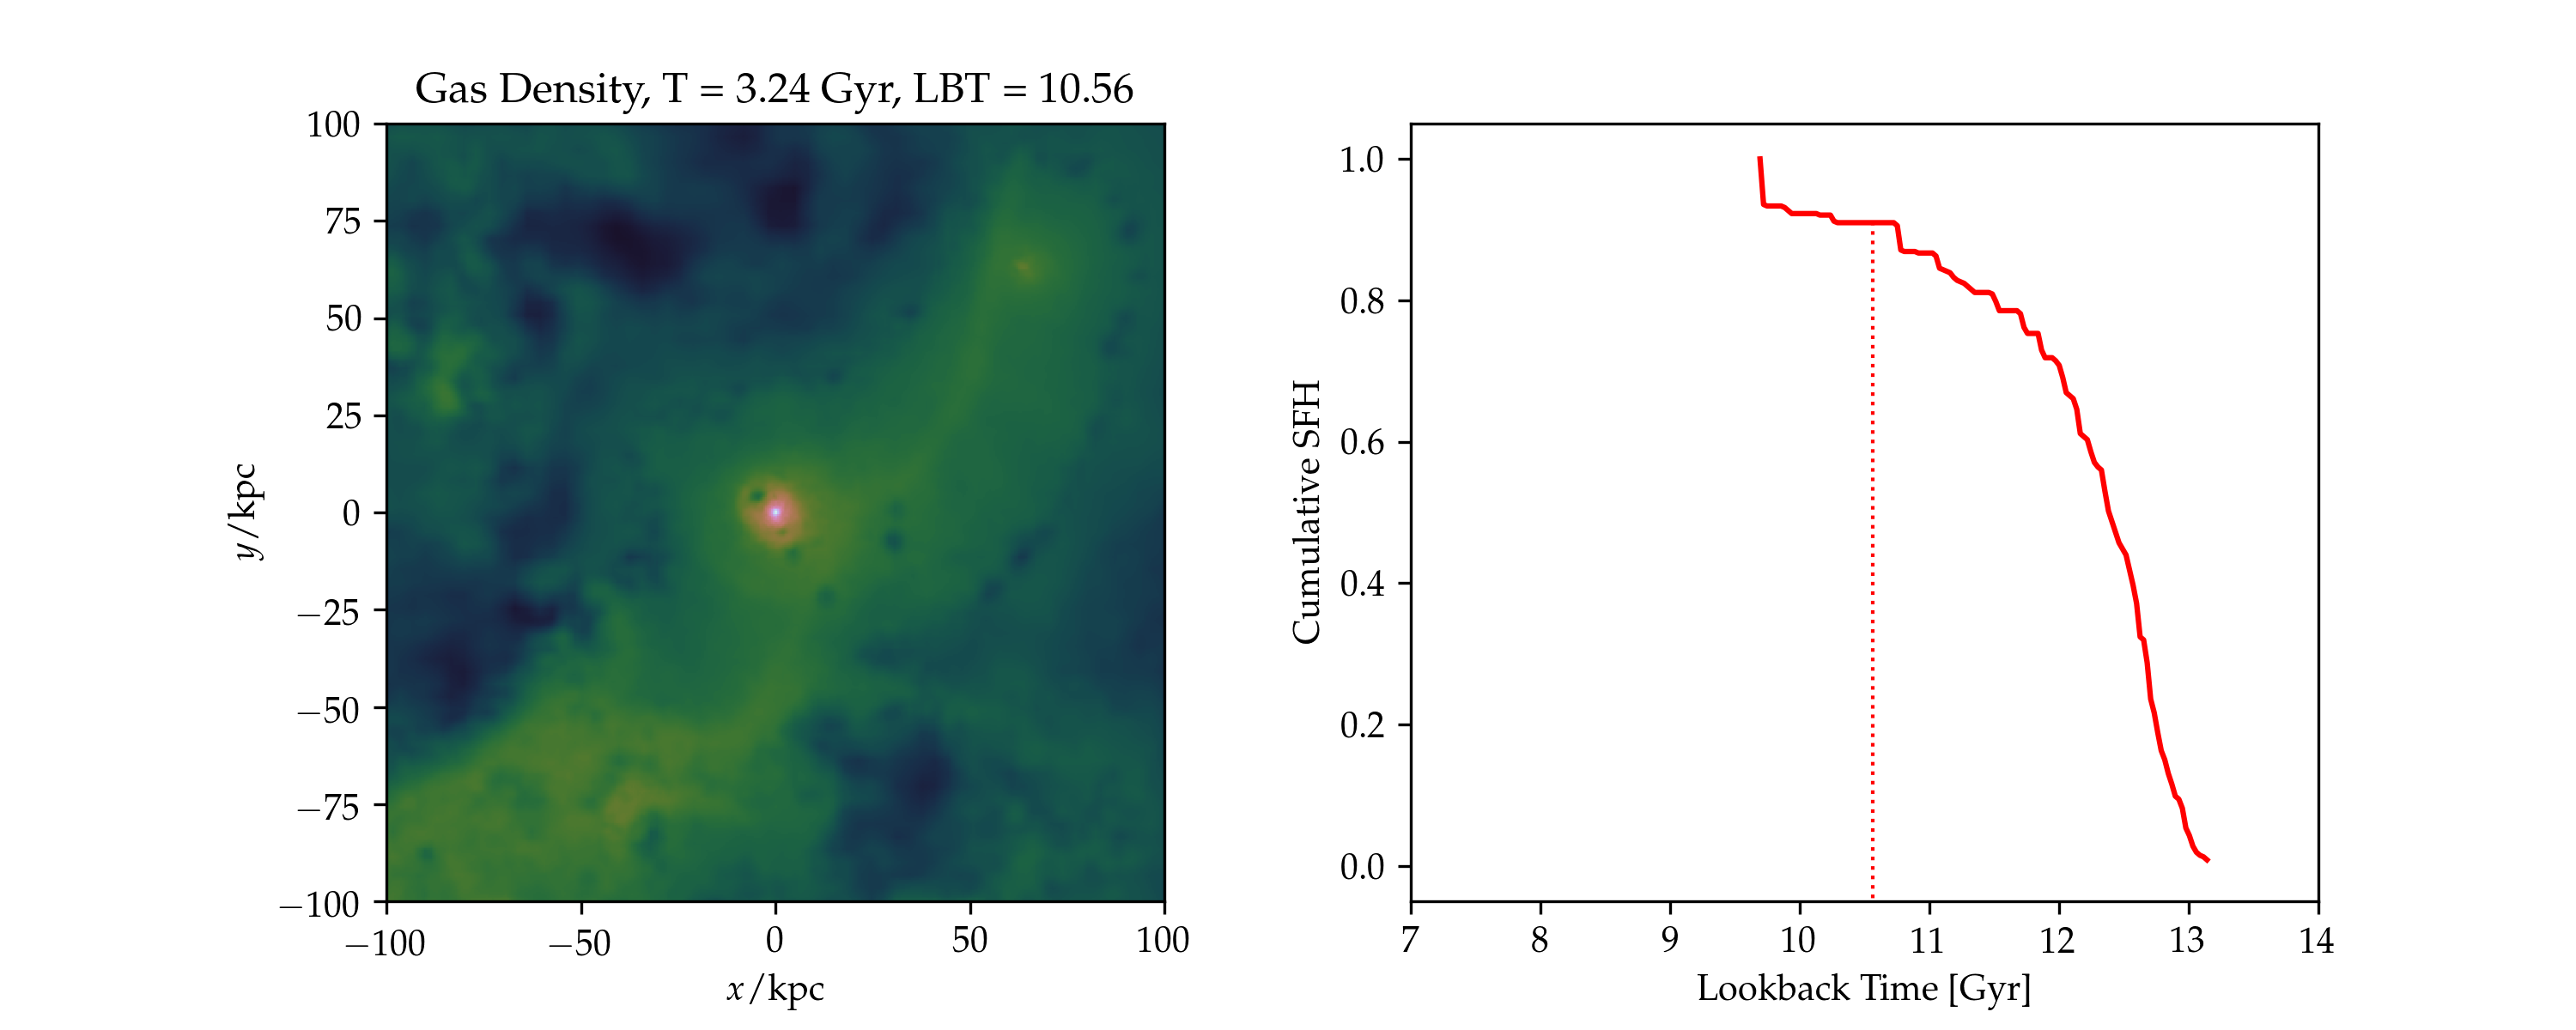 Gas Density, T = 3.24 Gyr, LBT = 10.56
100
75
50
25
0
−25
−50
−75
−100
y/kpc
−100 −50 0 50 100
x/kpc
1.0
0.8
0.6
0.4
0.2
0.0
Cumulative SFH
7 8 9 10 11 12 13 14
Lookback Time [Gyr]